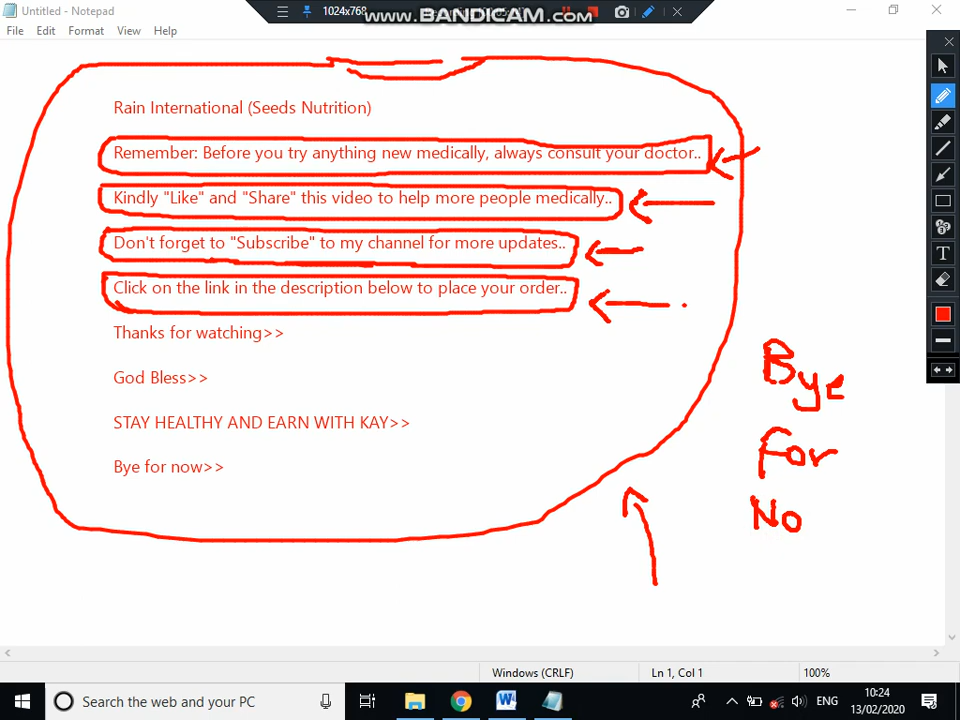 Untitled - Notepad
1024x768
www.BANDICAM.com
File Edit Format View Help
Rain International (Seeds Nutrition)
Remember: Before you try anything new medically, always consult your doctor..
Kindly "Like" and "Share" this video to help more people medically..
Don't forget to "Subscribe" to my channel for more updates..
Click on the link in the description below to place your order..
Thanks for watching>>
God Bless>>
STAY HEALTHY AND EARN WITH KAY>>
Bye for now>>
Bye
For
No
Windows (CRLF) Ln 1, Col 1 100%
Search the web and your PC
ENG
10:24
13/02/2020